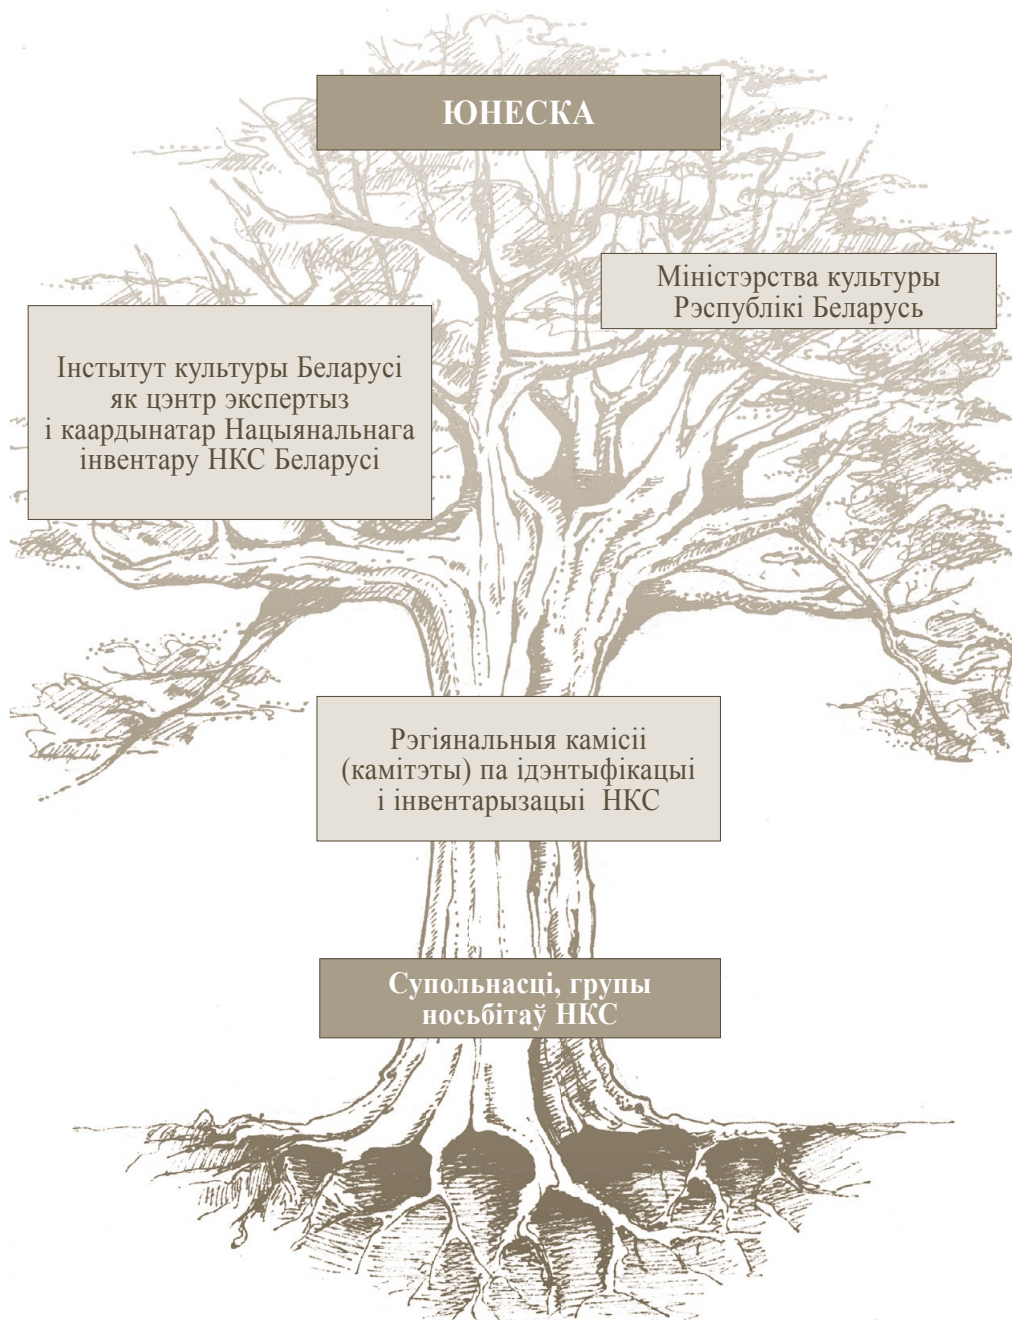 ЮНЕСКА
Міністэрства культуры
Рэспублікі Беларусь
Інстытут культуры Беларусі
як цэнтр экспертыз
і каардынатар Нацыянальнага
інвентару НКС Беларусі
Рэгіянальныя камісіі
(камітэты) па ідэнтыфікацыі
і інвентарызацыі НКС
Супольнасці, групы
носьбітаў НКС